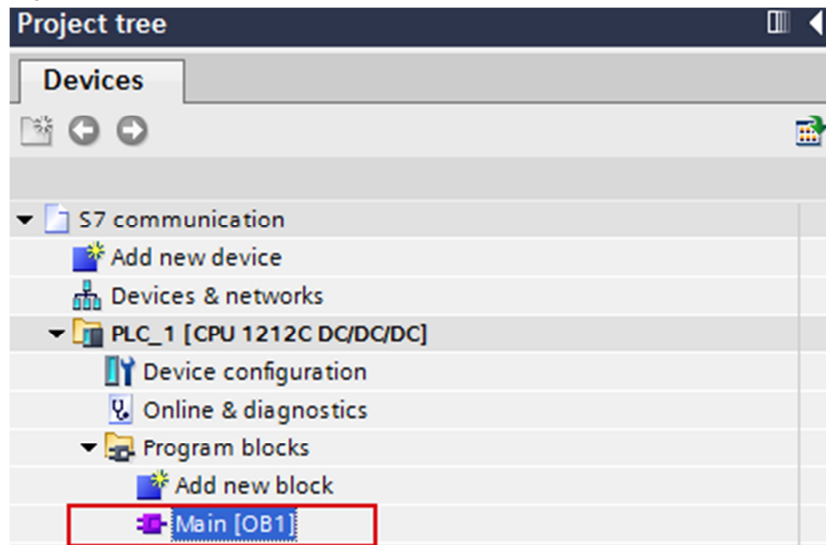 Project tree
Devices
S7 communication
Add new device
Devices & networks
PLC_1 [CPU 1212C DC/DC/DC]
Device configuration
Online & diagnostics
Program blocks
Add new block
Main [OB1]